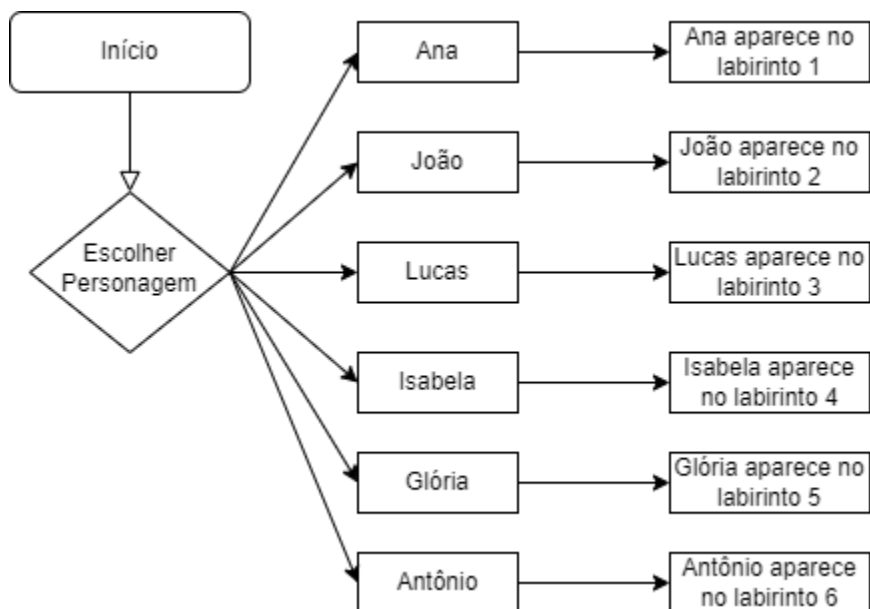 Início
Escolher
Personagem
Ana
Ana aparece no
labirinto 1
João
João aparece no
labirinto 2
Lucas
Lucas aparece no
labirinto 3
Isabela
Isabela aparece
no labirinto 4
Glória
Glória aparece no
labirinto 5
Antônio
Antônio aparece
no labirinto 6